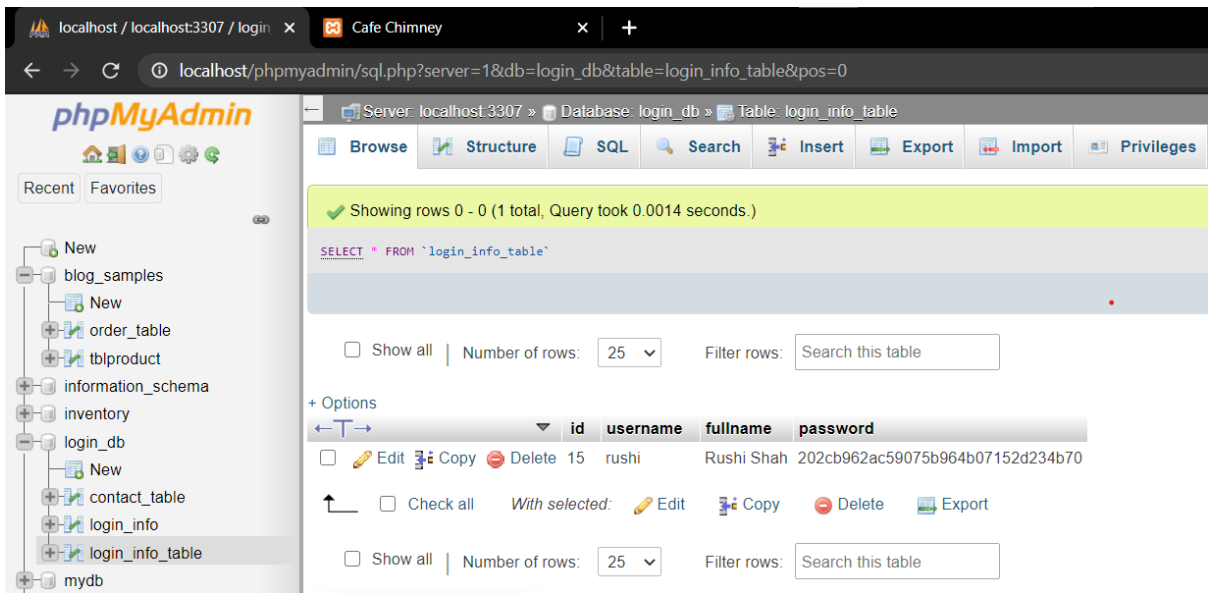 localhost / localhost:3307 / login
Cafe Chimney
localhost/phpmyadmin/sql.php?server=1&db=login_db&table=login_info_table&pos=0
phpMyAdmin
Recent Favorites
New
blog_samples
New
order_table
tblproduct
information_schema
inventory
login_db
New
contact_table
login_info
login_info_table
mydb
Server: localhost:3307 » Database: login_db » Table: login_info_table
Browse Structure SQL Search Insert Export Import Privileges
Showing rows 0 - 0 (1 total, Query took 0.0014 seconds.)
SELECT * FROM `login_info_table`
Show all | Number of rows: 25 Filter rows: Search this table
+ Options
←T→ id username fullname password
Edit Copy Delete 15 rushi Rushi Shah 202cb962ac59075b964b07152d234b70
Check all With selected: Edit Copy Delete Export
Show all | Number of rows: 25 Filter rows: Search this table